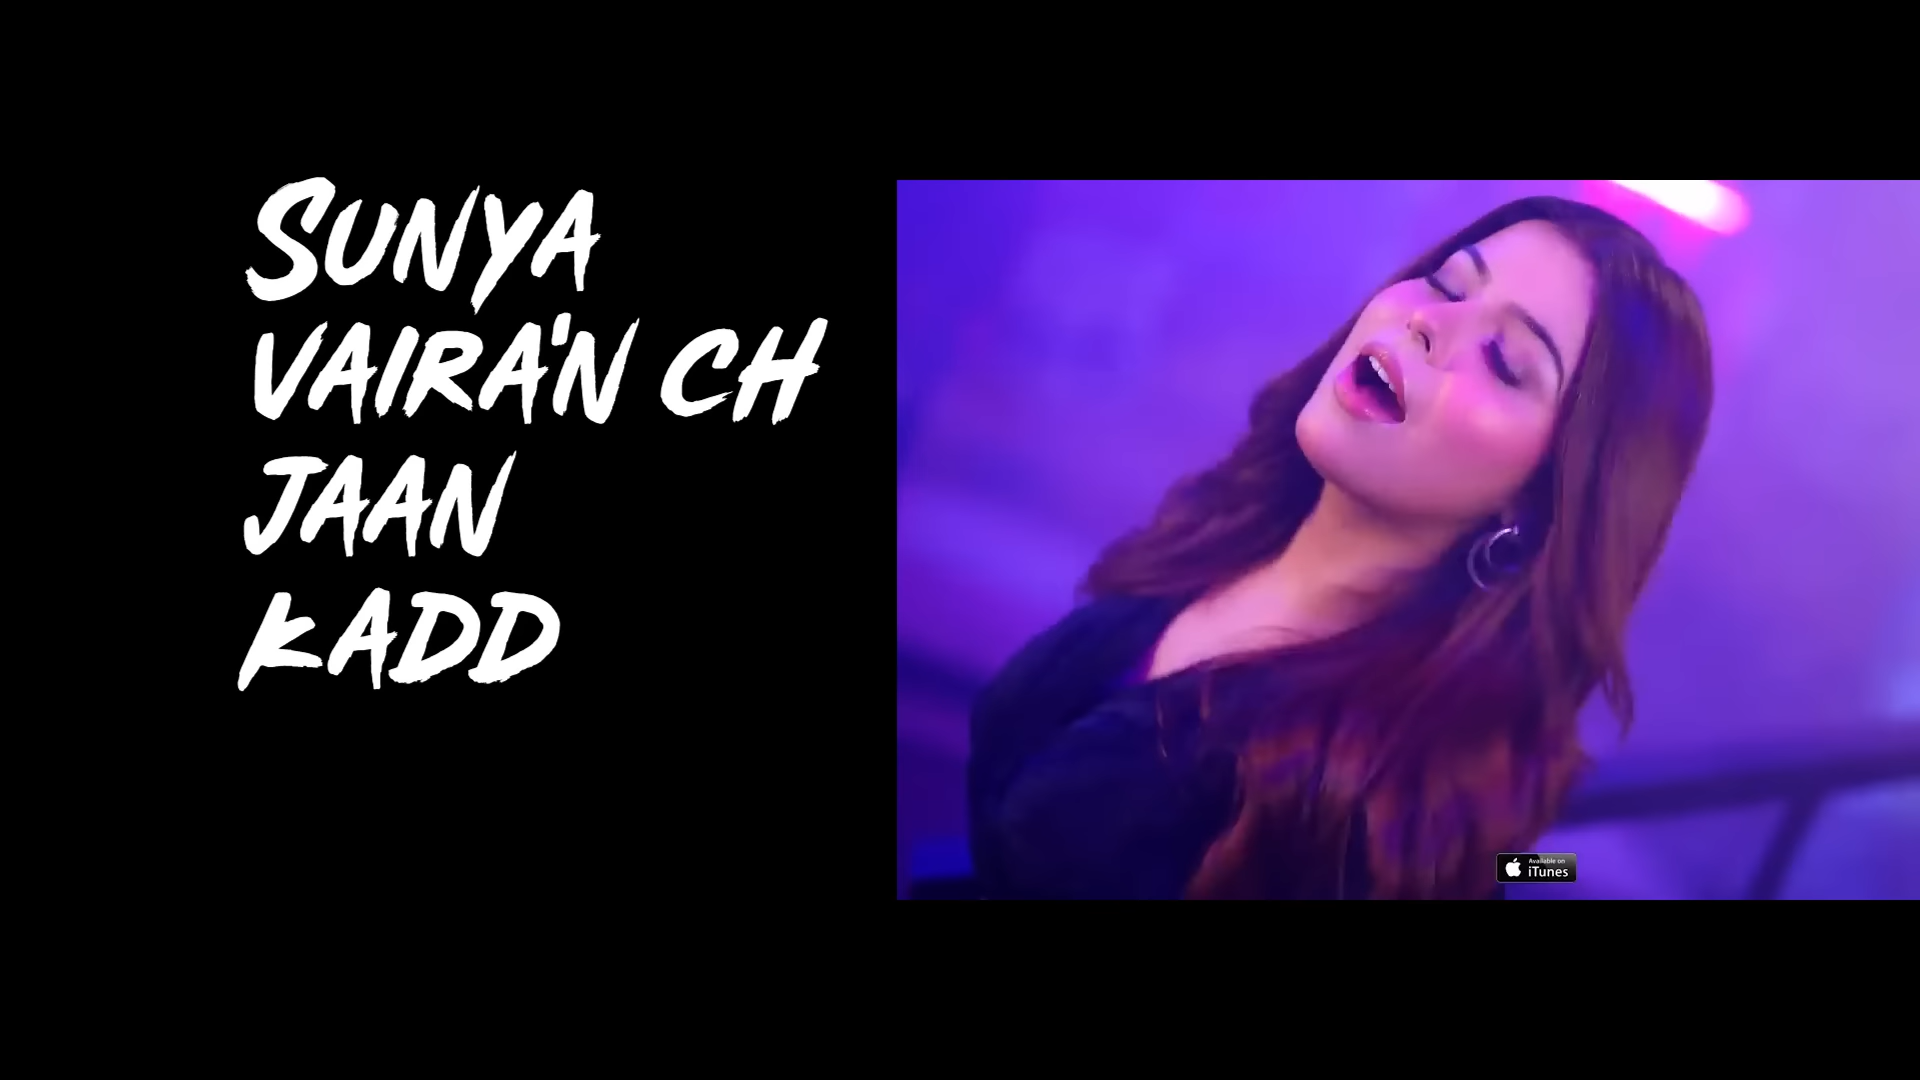 SUNYA
VAIRA'N CH
JAAN
KADD
Available on
iTunes